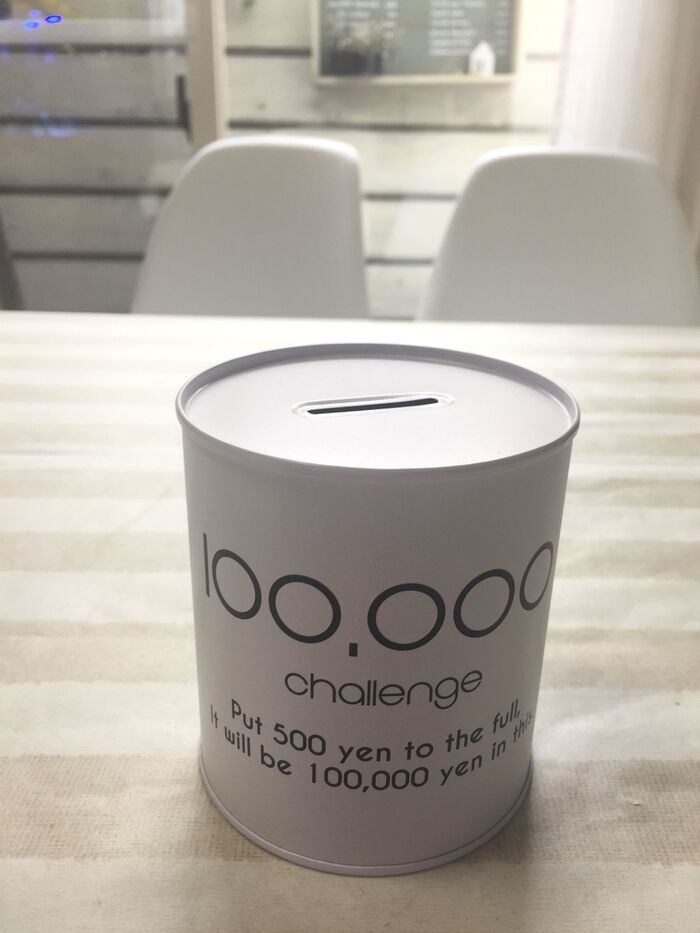 100,000
challenge
Put 500 yen to the full,
It will be 100,000 yen in this.